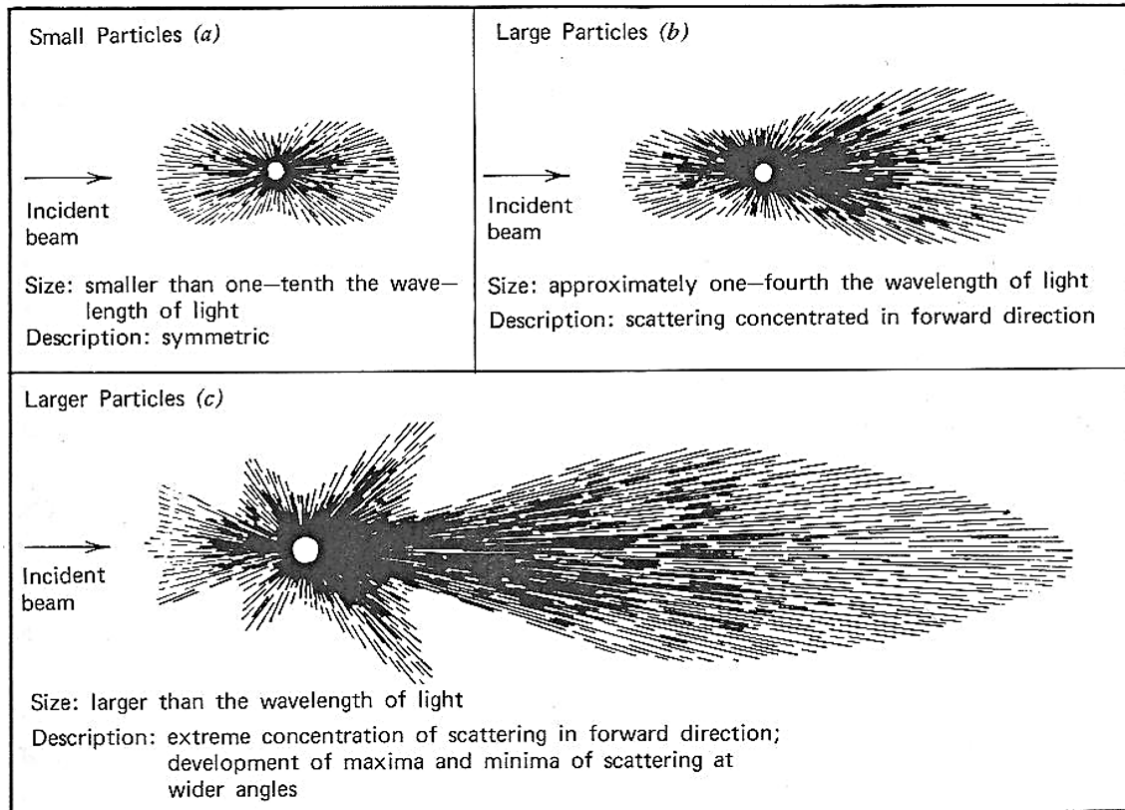 Small Particles (a)
Incident
beam
Size: smaller than one—tenth the wave—
length of light
Description: symmetric
Large Particles (b)
Incident
beam
Size: approximately one—fourth the wavelength of light
Description: scattering concentrated in forward direction
Larger Particles (c)
Incident
beam
Size: larger than the wavelength of light
Description: extreme concentration of scattering in forward direction;
development of maxima and minima of scattering at
wider angles